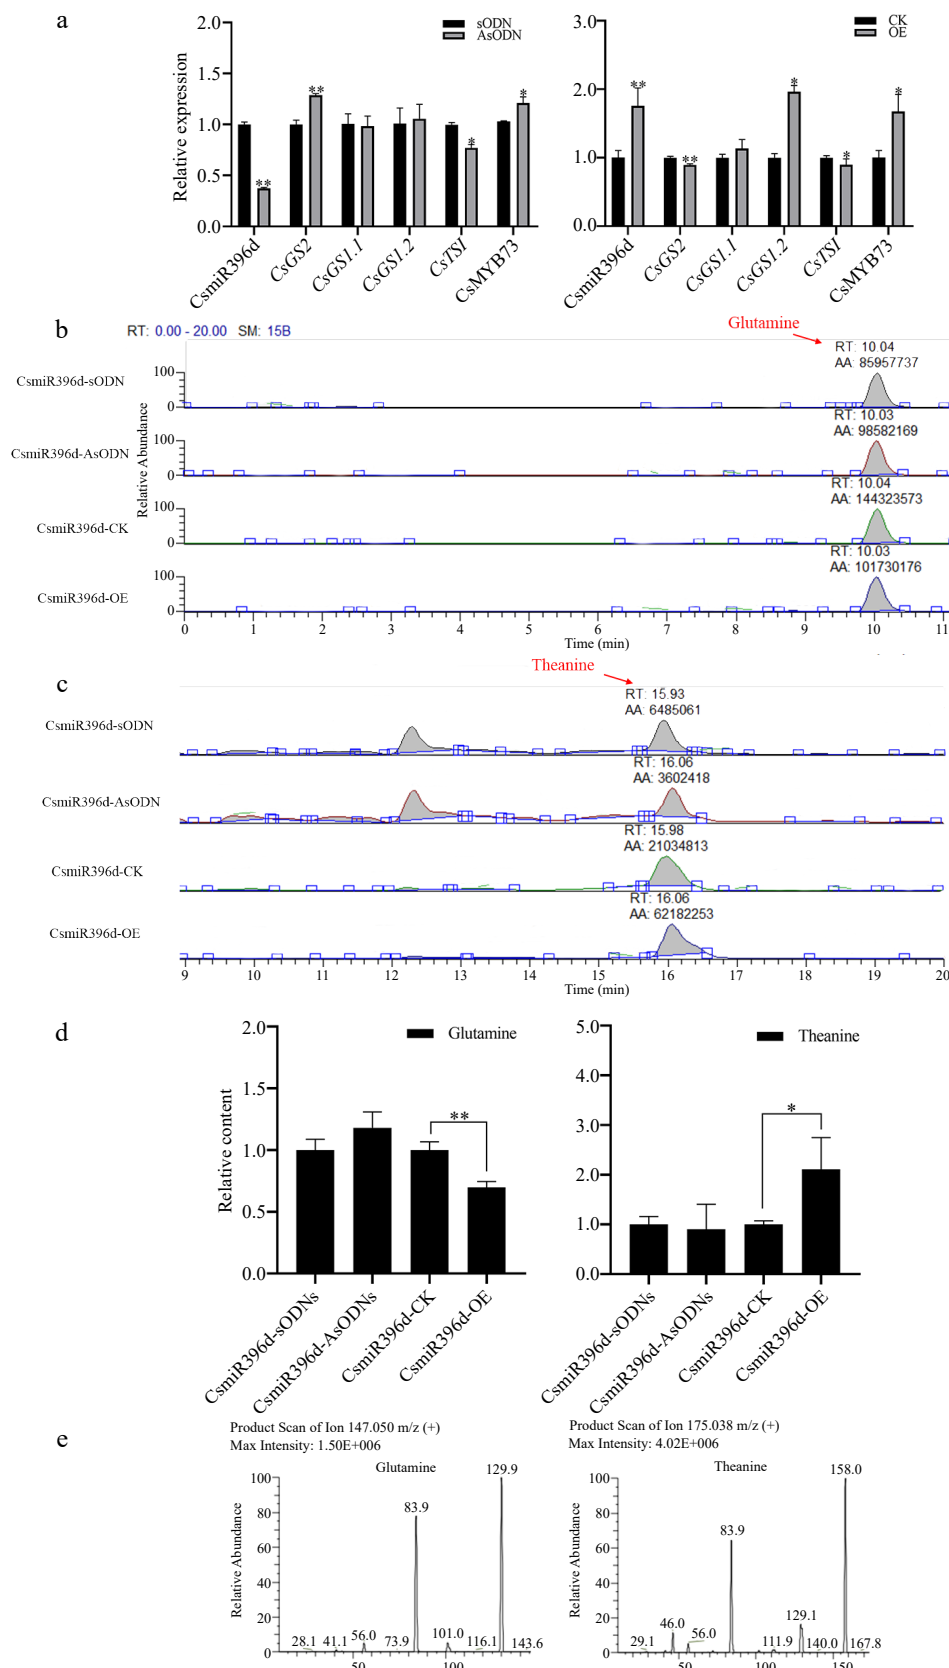 a
2.0
1.5
1.0
0.5
0.0
Relative expression
sODN
AsODN
**
**
*
*
CsmiR396d
CsGS2
CsGS1.1
CsGS1.2
CsTSI
CsMYB73
3.0
2.0
1.0
0.0
CK
OE
**
**
*
*
*
CsmiR396d
CsGS2
CsGS1.1
CsGS1.2
CsTSI
CsMYB73
b
RT: 0.00 - 20.00 SM: 15B
Glutamine
Relative Abundance
CsmiR396d-sODN
100
0
RT: 10.04
AA: 85957737
CsmiR396d-AsODN
100
0
RT: 10.03
AA: 98582169
CsmiR396d-CK
100
0
RT: 10.04
AA: 144323573
CsmiR396d-OE
100
0
RT: 10.03
AA: 101730176
0 1 2 3 4 5 6 7 8 9 10 11
Time (min)
c
Theanine
CsmiR396d-sODN
RT: 15.93
AA: 6485061
CsmiR396d-AsODN
RT: 16.06
AA: 3602418
CsmiR396d-CK
RT: 15.98
AA: 21034813
CsmiR396d-OE
RT: 16.06
AA: 62182253
9 10 11 12 13 14 15 16 17 18 19 20
Time (min)
d
2.0
1.5
1.0
0.5
0.0
Relative content
Glutamine
**
CsmiR396d-sODNs
CsmiR396d-AsODNs
CsmiR396d-CK
CsmiR396d-OE
5.0
4.0
3.0
2.0
1.0
0.0
Theanine
*
CsmiR396d-sODNs
CsmiR396d-AsODNs
CsmiR396d-CK
CsmiR396d-OE
e
Product Scan of Ion 147.050 m/z (+)
Max Intensity: 1.50E+006
Glutamine
Relative Abundance
100
80
60
40
20
0
28.1
41.1
56.0
73.9
83.9
101.0
116.1
129.9
143.6
50
100
Product Scan of Ion 175.038 m/z (+)
Max Intensity: 4.02E+006
Theanine
Relative Abundance
100
80
60
40
20
0
29.1
46.0
56.0
83.9
111.9
129.1
140.0
158.0
167.8
50
100
150